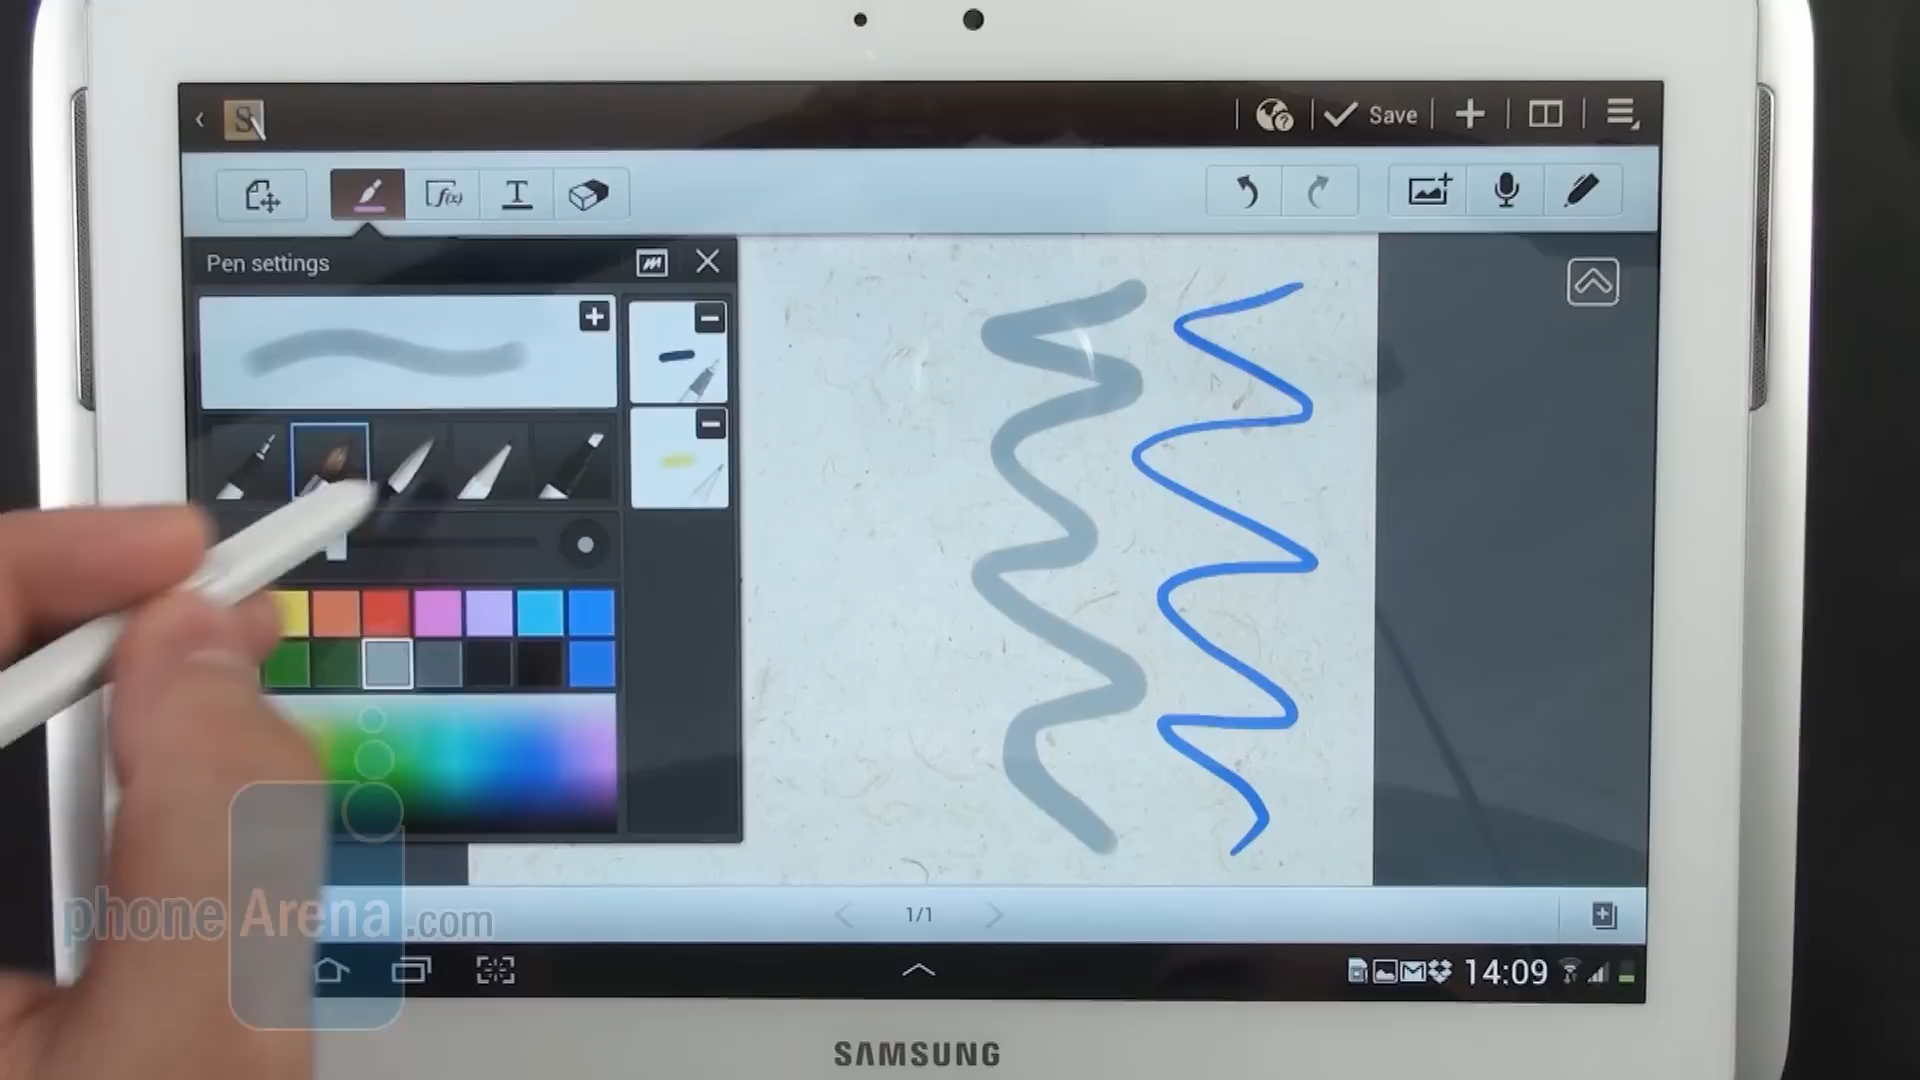 S
Save
f(x)
T
Pen settings
1/1
phoneArena.com
14:09
SAMSUNG